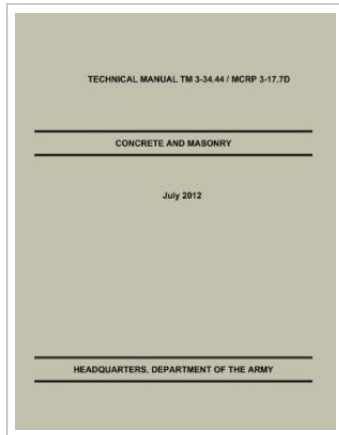 TECHNICAL MANUAL TM 3-34.44 / MCRP 3-17.7D
CONCRETE AND MASONRY
July 2012
HEADQUARTERS, DEPARTMENT OF THE ARMY